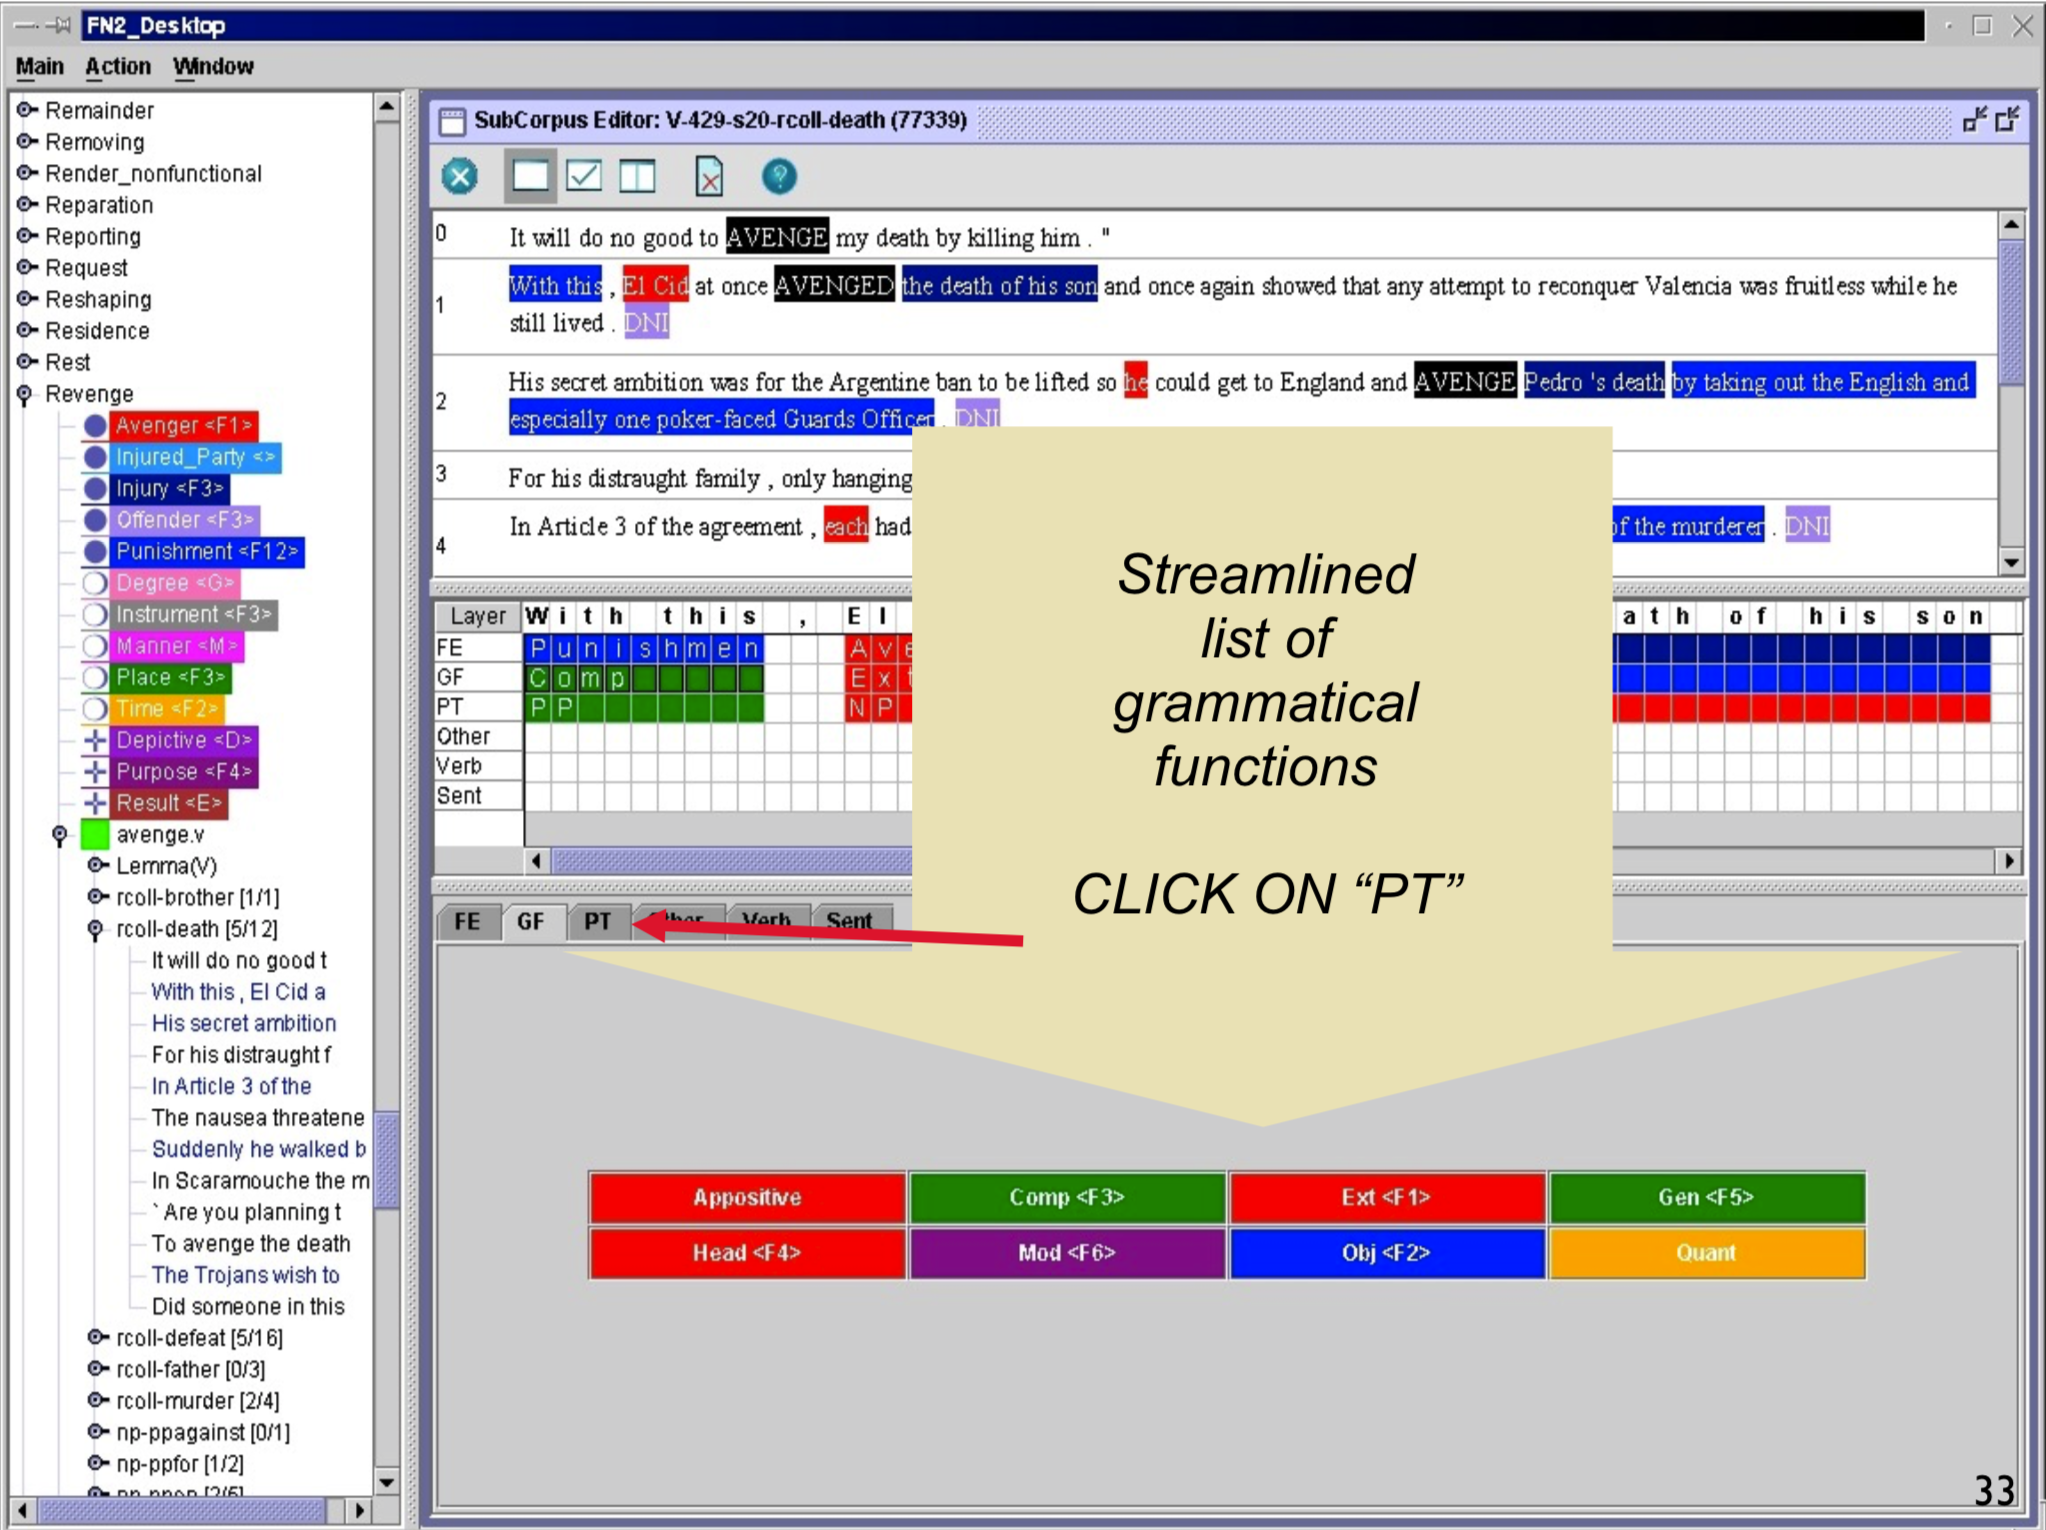 FN2_Desktop
Main Action Window
Remainder
Removing
Render_nonfunctional
Reparation
Reporting
Request
Reshaping
Residence
Rest
Revenge
Avenger <F1>
Injured_Party <>
Injury <F3>
Offender <F3>
Punishment <F12>
Degree <G>
Instrument <F3>
Manner <M>
Place <F3>
Time <F2>
Depictive <D>
Purpose <F4>
Result <E>
avenge.v
Lemma(V)
rcoll-brother [1/1]
rcoll-death [5/12]
It will do no good t
With this , El Cid a
His secret ambition
For his distraught f
In Article 3 of the
The nausea threatene
Suddenly he walked b
In Scaramouche the m
` Are you planning t
To avenge the death
The Trojans wish to
Did someone in this
rcoll-defeat [5/16]
rcoll-father [0/3]
rcoll-murder [2/4]
np-ppagainst [0/1]
np-ppfor [1/2]
SubCorpus Editor: V-429-s20-rcoll-death (77339)
0 It will do no good to AVENGE my death by killing him . "
1 With this , El Cid at once AVENGED the death of his son and once again showed that any attempt to reconquer Valencia was fruitless while he
still lived . DNI
2 His secret ambition was for the Argentine ban to be lifted so he could get to England and AVENGE Pedro 's death by taking out the English and
especially one poker-faced Guards Officer . DNI
3 For his distraught family , only hanging
4 In Article 3 of the agreement , each had of the murderer . DNI
Layer With this , El ath of his son
FE Punishmen Ave
GF Comp Ext
PT PP NP
Other
Verb
Sent
FE GF PT Other Verb Sent
Streamlined
list of
grammatical
functions
CLICK ON “PT”
Appositive Comp <F3> Ext <F1> Gen <F5>
Head <F4> Mod <F6> Obj <F2> Quant
33